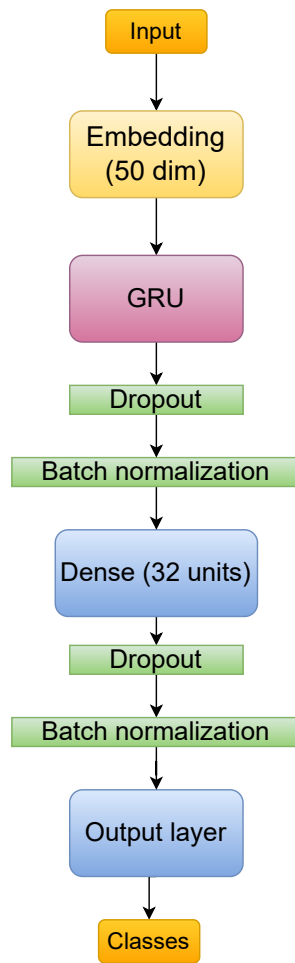 Input
Embedding
(50 dim)
GRU
Dropout
Batch normalization
Dense (32 units)
Dropout
Batch normalization
Output layer
Classes